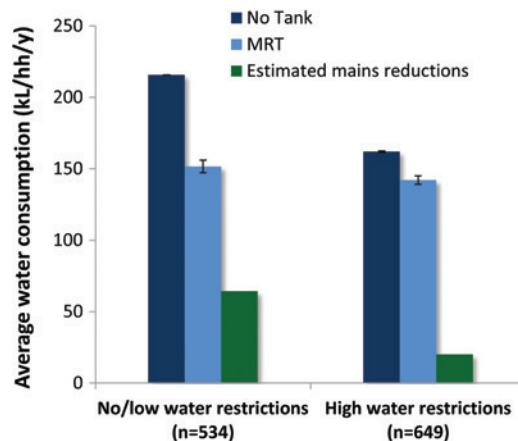 No Tank
MRT
Estimated mains reductions
Average water consumption (kL/hh/y)
250
200
150
100
50
0
No/low water restrictions
(n=534)
High water restrictions
(n=649)